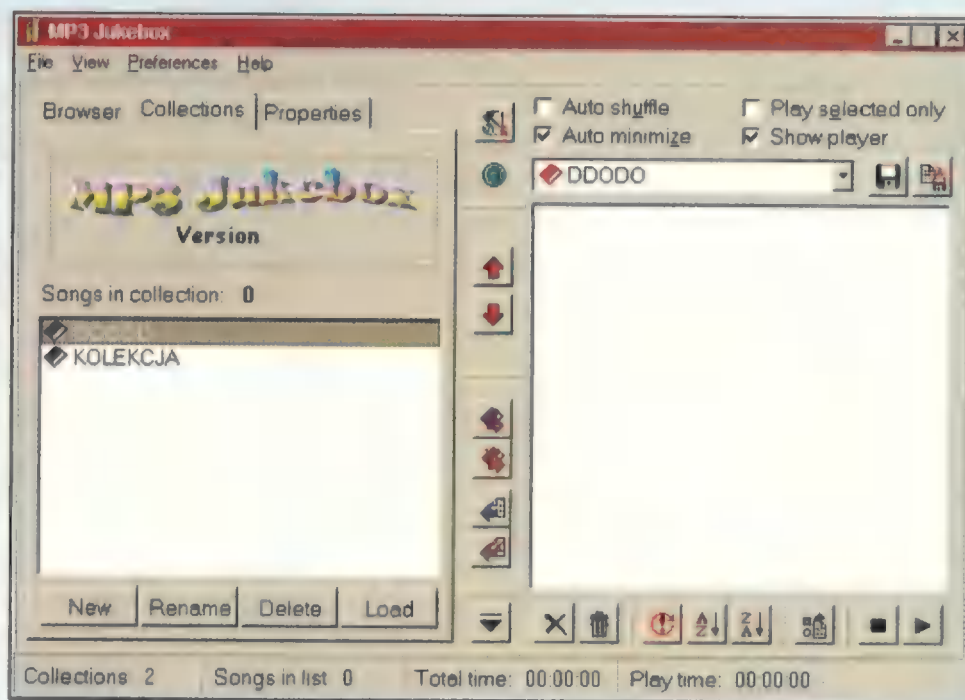 MP3 Jukebox
File View Preferences Help
Browser Collections Properties
MP3 Jukebox
Version
Songs in collection: 0
KOLEKCJA
New Rename Delete Load
Auto shuffle Play selected only
Auto minimize Show player
DDODO
Collections 2 Songs in list 0 Total time: 00:00:00 Play time: 00:00:00